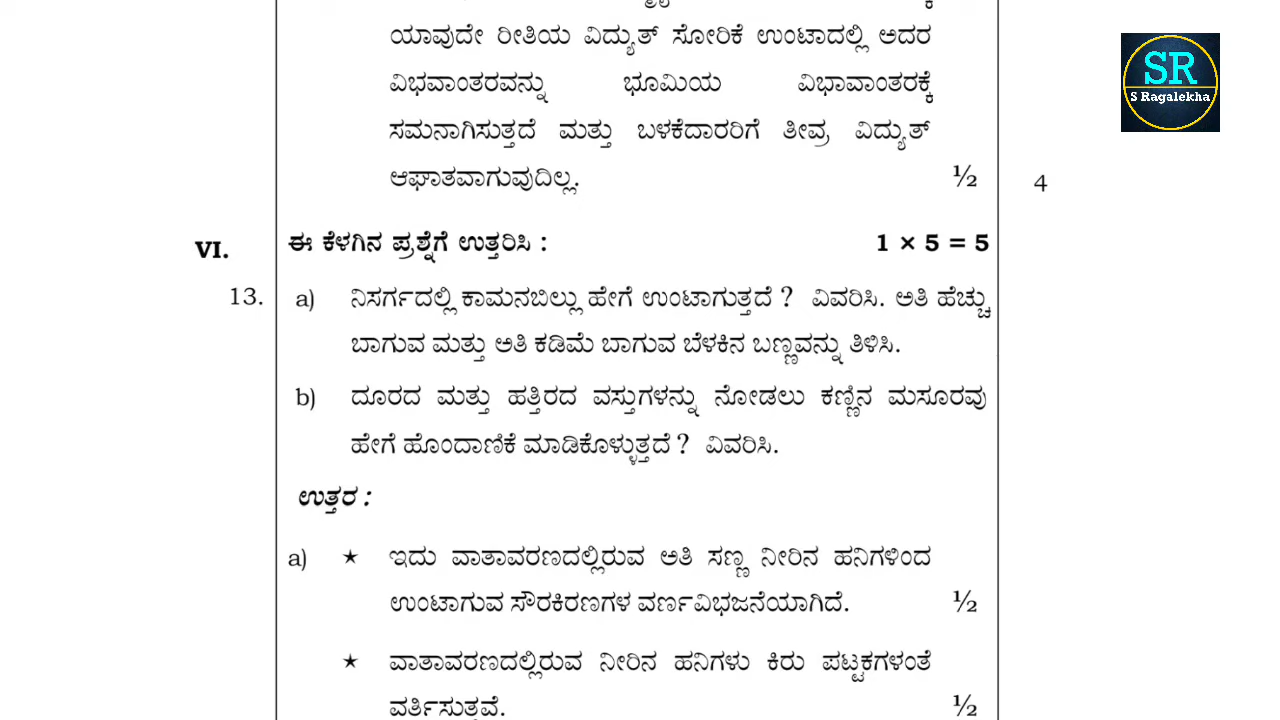 ಯಾವುದೇ ರೀತಿಯ ವಿದ್ಯುತ್ ಸೋರಿಕೆ ಉಂಟಾದಲ್ಲಿ ಅದರ
ವಿಭವಾಂತರವನ್ನು ಭೂಮಿಯ ವಿಭಾವಾಂತರಕ್ಕೆ
ಸಮನಾಗಿಸುತ್ತದೆ ಮತ್ತು ಬಳಕೆದಾರರಿಗೆ ತೀವ್ರ ವಿದ್ಯುತ್
ಆಘಾತವಾಗುವುದಿಲ್ಲ. ½ 4
SR
S Ragalekha
VI. ಈ ಕೆಳಗಿನ ಪ್ರಶ್ನೆಗೆ ಉತ್ತರಿಸಿ : 1 × 5 = 5
13. a) ನಿಸರ್ಗದಲ್ಲಿ ಕಾಮನಬಿಲ್ಲು ಹೇಗೆ ಉಂಟಾಗುತ್ತದೆ ? ವಿವರಿಸಿ. ಅತಿ ಹೆಚ್ಚು
ಬಾಗುವ ಮತ್ತು ಅತಿ ಕಡಿಮೆ ಬಾಗುವ ಬೆಳಕಿನ ಬಣ್ಣವನ್ನು ತಿಳಿಸಿ.
b) ದೂರದ ಮತ್ತು ಹತ್ತಿರದ ವಸ್ತುಗಳನ್ನು ನೋಡಲು ಕಣ್ಣಿನ ಮಸೂರವು
ಹೇಗೆ ಹೊಂದಾಣಿಕೆ ಮಾಡಿಕೊಳ್ಳುತ್ತದೆ ? ವಿವರಿಸಿ.
ಉತ್ತರ :
a) ★ ಇದು ವಾತಾವರಣದಲ್ಲಿರುವ ಅತಿ ಸಣ್ಣ ನೀರಿನ ಹನಿಗಳಿಂದ
ಉಂಟಾಗುವ ಸೌರಕಿರಣಗಳ ವರ್ಣವಿಭಜನೆಯಾಗಿದೆ. ½
★ ವಾತಾವರಣದಲ್ಲಿರುವ ನೀರಿನ ಹನಿಗಳು ಕಿರು ಪಟ್ಟಕಗಳಂತೆ
ವರ್ತಿಸುತ್ತವೆ. ½